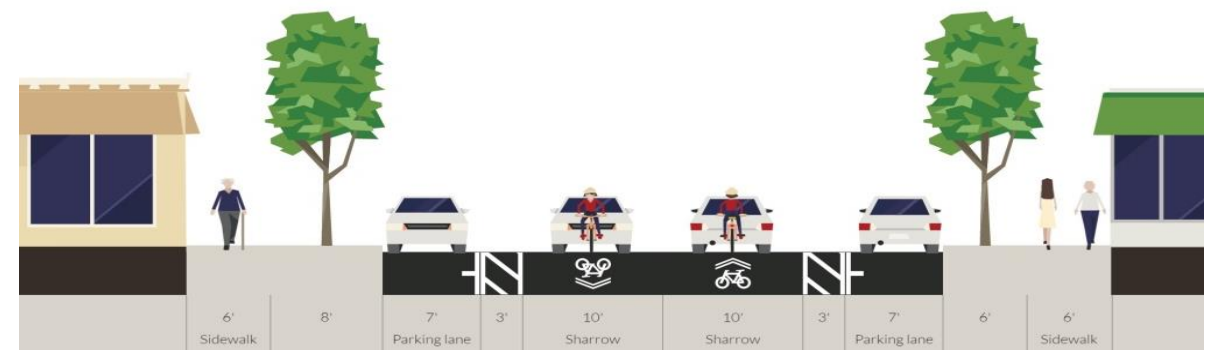 6' 8' 7' 3' 10' 10' 3' 7' 6' 6'
Sidewalk Parking lane Sharrow Sharrow Parking lane Sidewalk